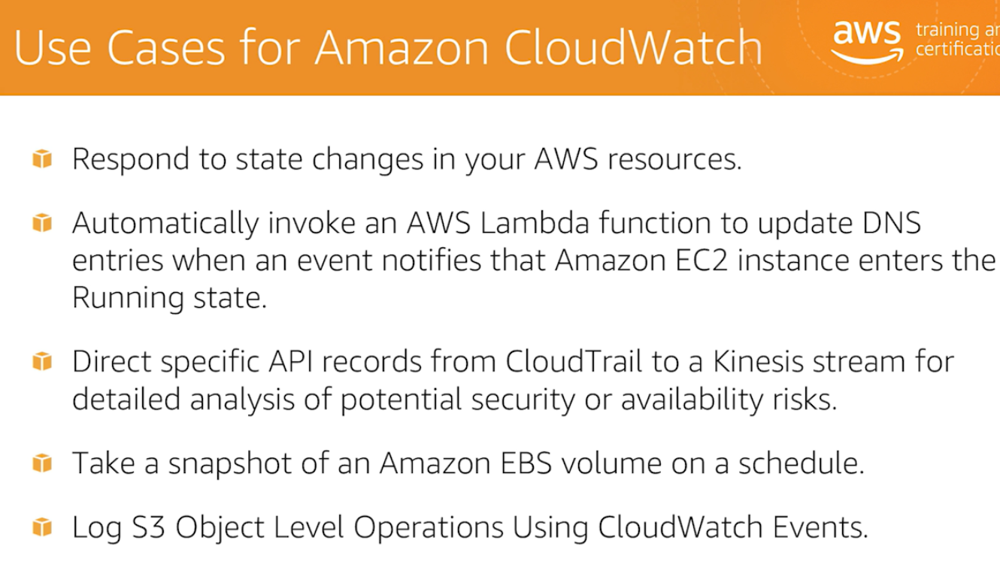 Use Cases for Amazon CloudWatch
aws
training an
certificatio
Respond to state changes in your AWS resources.
Automatically invoke an AWS Lambda function to update DNS
entries when an event notifies that Amazon EC2 instance enters the
Running state.
Direct specific API records from CloudTrail to a Kinesis stream for
detailed analysis of potential security or availability risks.
Take a snapshot of an Amazon EBS volume on a schedule.
Log S3 Object Level Operations Using CloudWatch Events.